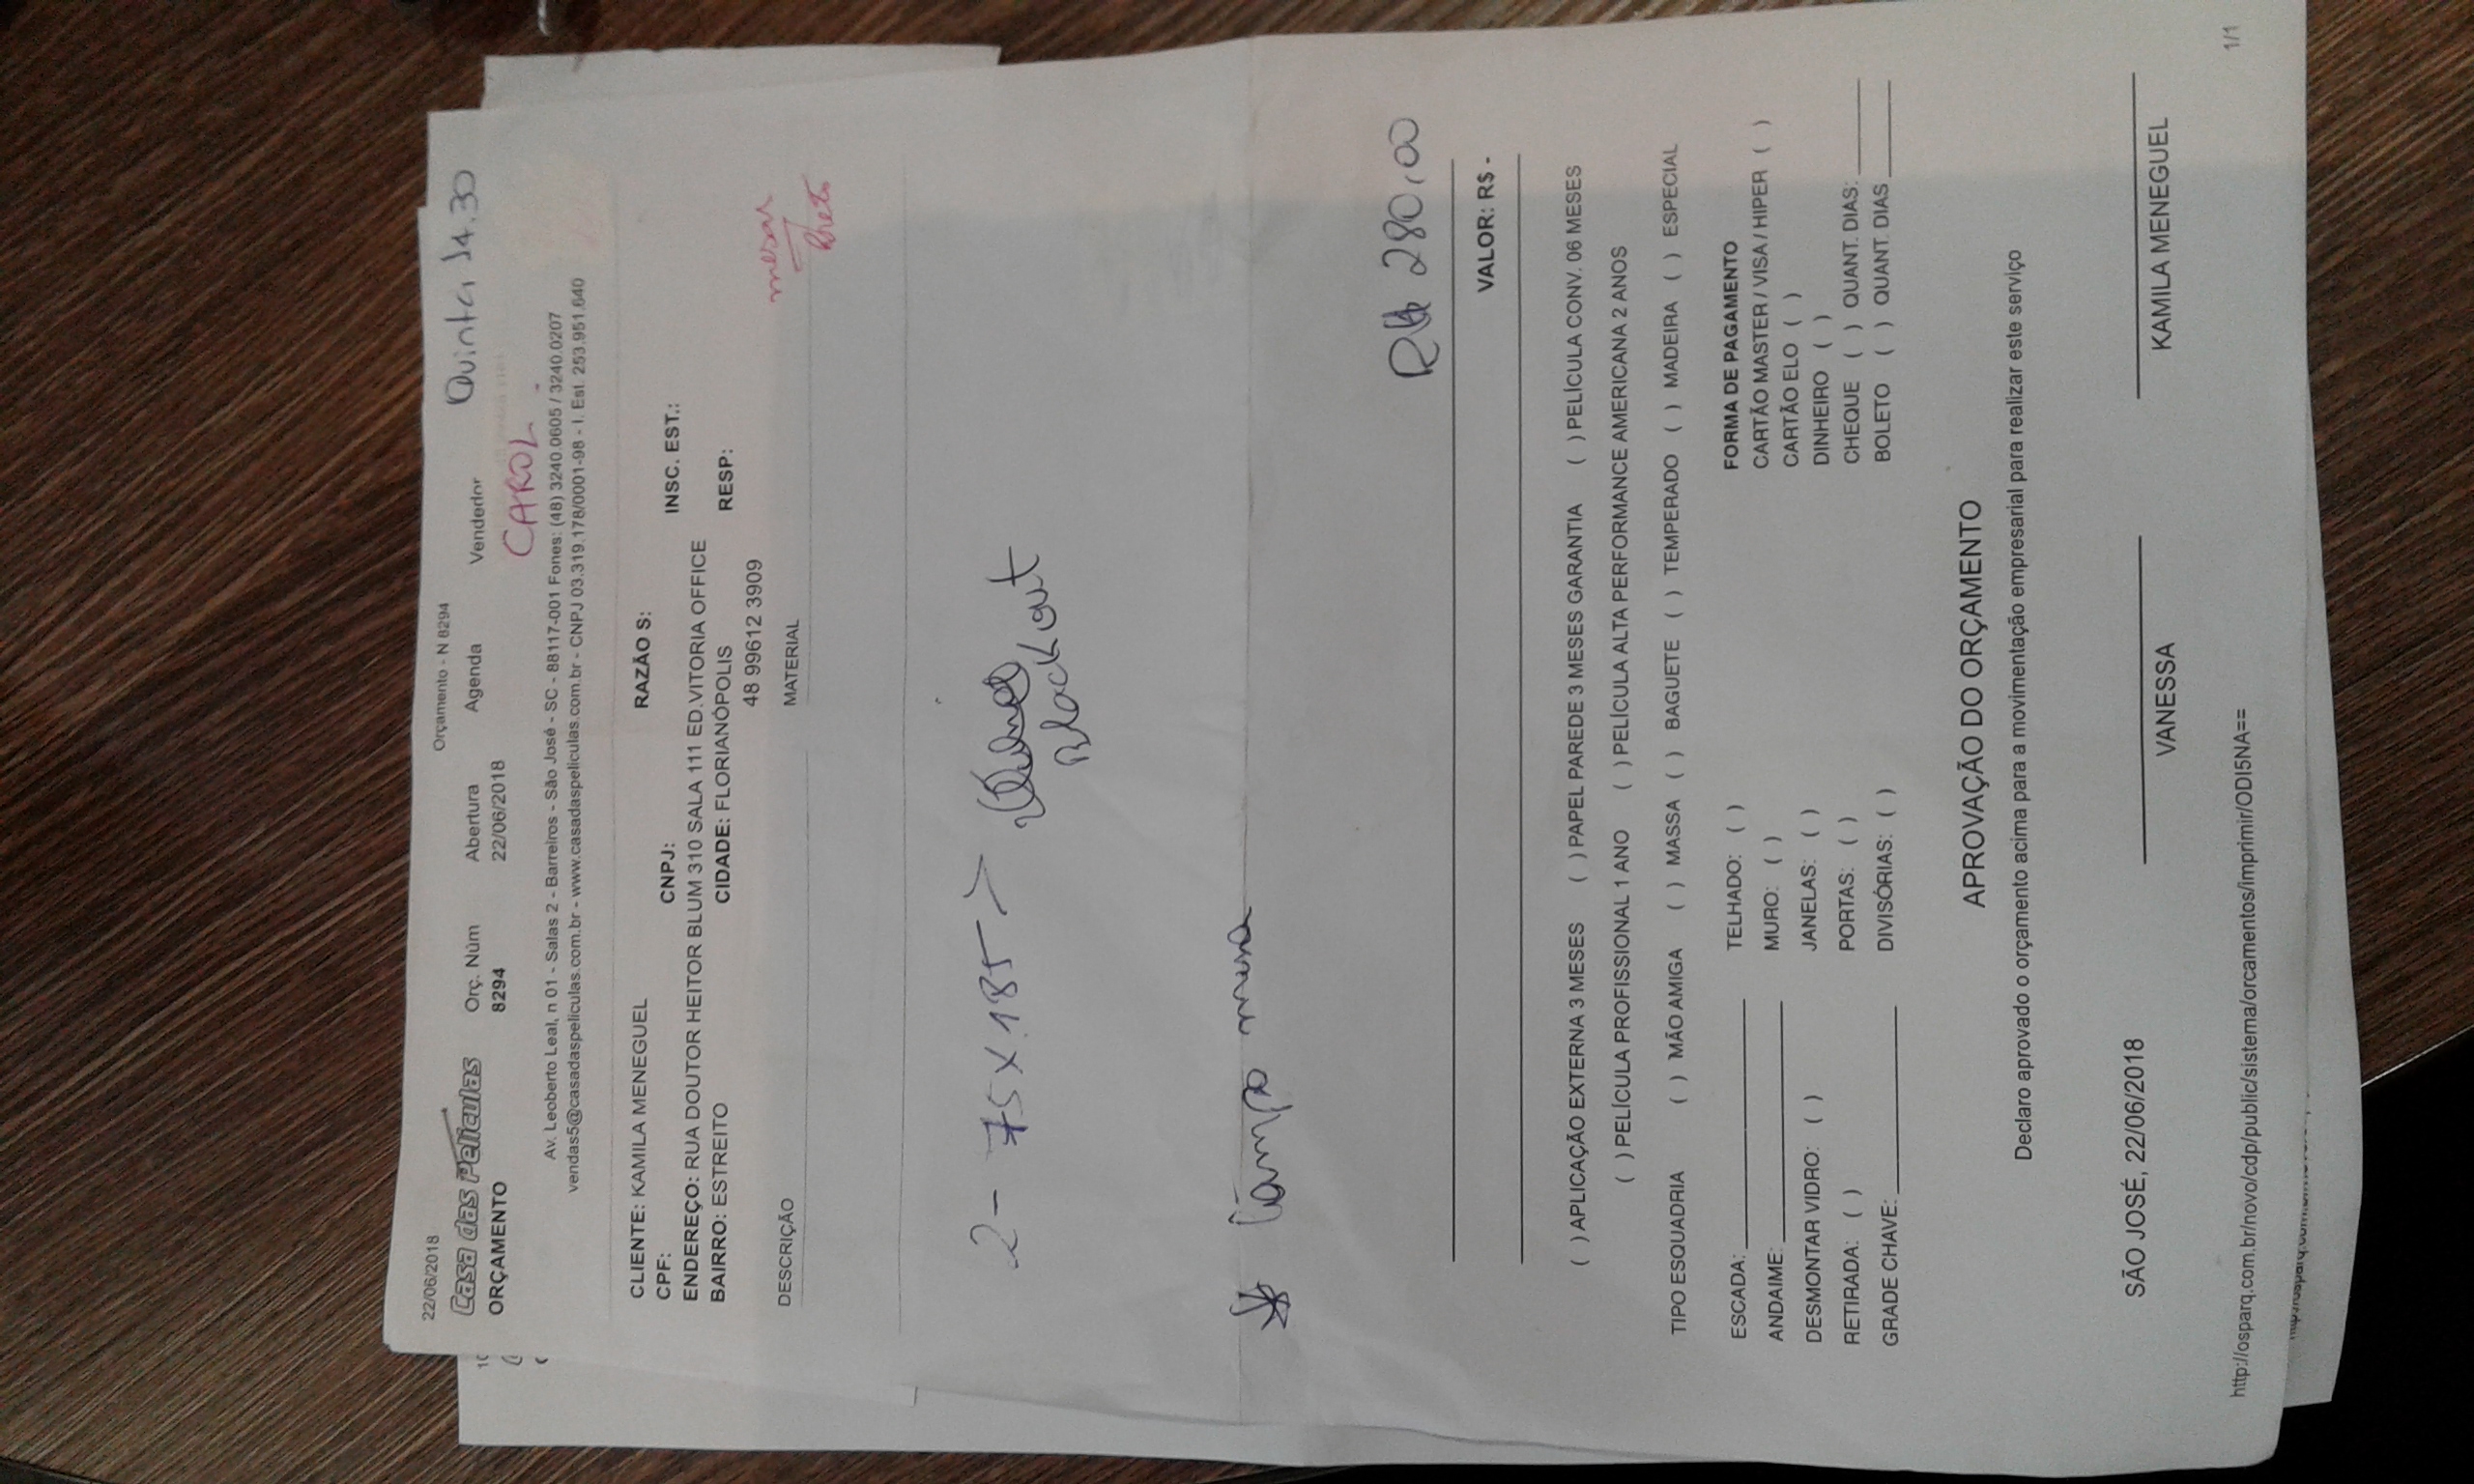 22/06/2018
Orçamento - N 8294
Casa das Películas
Orç. Núm
Abertura
Agenda
Vendedor
Quinta 14.30
ORÇAMENTO
8294
22/06/2018
CAROL
Av. Leoberto Leal, n 01 - Salas 2 - Barreiros - São José - SC - 88117-001 Fones: (48) 3240.0605 / 3240.0207
vendas5@casadaspeliculas.com.br - www.casadaspeliculas.com.br - CNPJ 03.319.178/0001-98 - I. Est. 253.951.640
CLIENTE: KAMILA MENEGUEL
RAZÃO S:
CPF:
CNPJ:
INSC. EST.:
ENDEREÇO: RUA DOUTOR HEITOR BLUM 310 SALA 111 ED.VITORIA OFFICE
BAIRRO: ESTREITO
CIDADE: FLORIANÓPOLIS
RESP:
48 99612 3909
DESCRIÇÃO
MATERIAL
mesar
Preto
2 - 75 X 185
Blackout
* tampo mesa
280,00
VALOR: R$ -
( ) APLICAÇÃO EXTERNA 3 MESES ( ) PAPEL PAREDE 3 MESES GARANTIA ( ) PELÍCULA CONV. 06 MESES
( ) PELÍCULA PROFISSIONAL 1 ANO ( ) PELÍCULA ALTA PERFORMANCE AMERICANA 2 ANOS
TIPO ESQUADRIA ( ) MÃO AMIGA ( ) MASSA ( ) BAGUETE ( ) TEMPERADO ( ) MADEIRA ( ) ESPECIAL
ESCADA:
TELHADO: ( )
FORMA DE PAGAMENTO
ANDAIME:
MURO: ( )
CARTÃO MASTER / VISA / HIPER ( )
DESMONTAR VIDRO: ( )
JANELAS: ( )
CARTÃO ELO ( )
RETIRADA: ( )
PORTAS: ( )
DINHEIRO ( )
GRADE CHAVE:
DIVISÓRIAS: ( )
CHEQUE ( ) QUANT. DIAS:
BOLETO ( ) QUANT. DIAS
APROVAÇÃO DO ORÇAMENTO
Declaro aprovado o orçamento acima para a movimentação empresarial para realizar este serviço
SÃO JOSÉ, 22/06/2018
VANESSA
KAMILA MENEGUEL
http://osparq.com.br/novo/cdp/public/sistema/orcamentos/imprimir/ODI5NA==
1/1